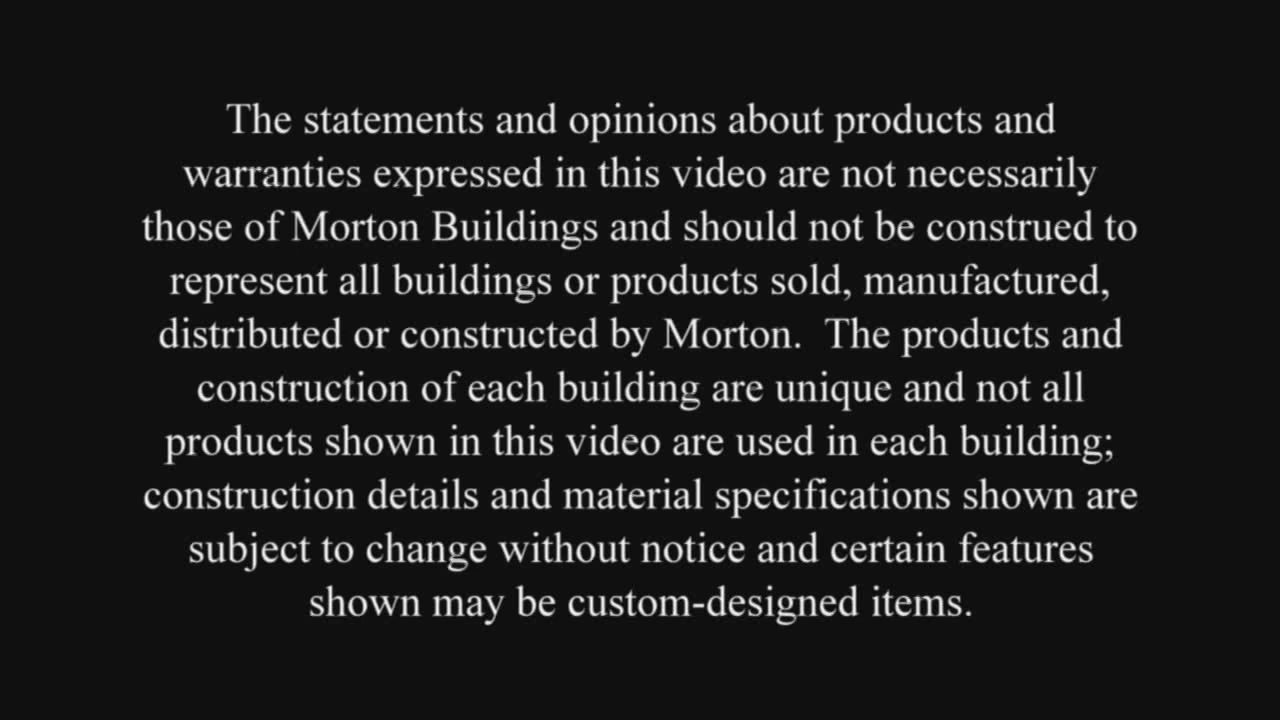 The statements and opinions about products and
warranties expressed in this video are not necessarily
those of Morton Buildings and should not be construed to
represent all buildings or products sold, manufactured,
distributed or constructed by Morton.  The products and
construction of each building are unique and not all
products shown in this video are used in each building;
construction details and material specifications shown are
subject to change without notice and certain features
shown may be custom-designed items.